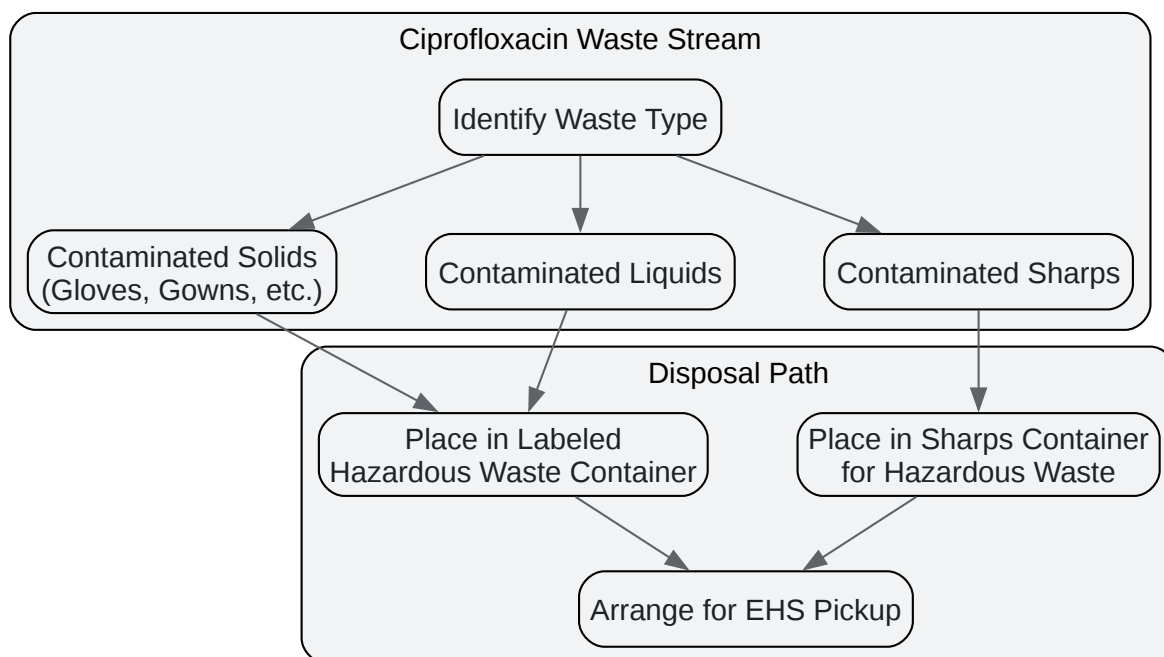 Ciprofloxacin Waste Stream
Identify Waste Type
Contaminated Solids
(Gloves, Gowns, etc.)
Contaminated Liquids
Contaminated Sharps
Disposal Path
Place in Labeled
Hazardous Waste Container
Place in Sharps Container
for Hazardous Waste
Arrange for EHS Pickup